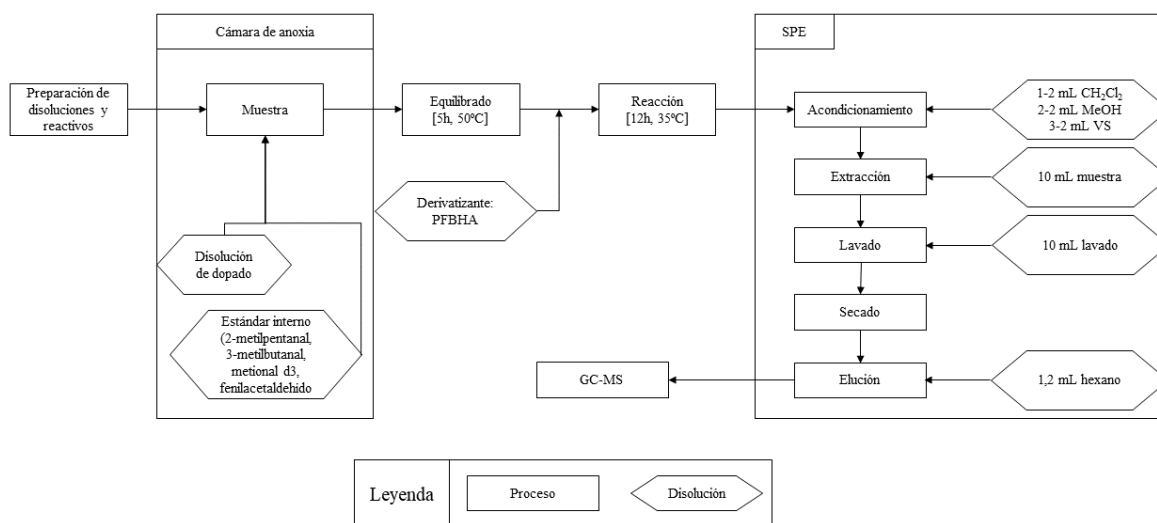 Cámara de anoxia
SPE
Preparación de
disoluciones y
reactivos
Muestra
Equilibrado
[5h, 50ºC]
Reacción
[12h, 35ºC]
Acondicionamiento
1-2 mL CH₂Cl₂
2-2 mL MeOH
3-2 mL VS
Extracción
10 mL muestra
Derivatizante:
PFBHA
Lavado
10 mL lavado
Disolución
de dopado
Secado
Estándar interno
(2-metilpentanal,
3-metilbutanal,
metional d3,
fenilacetaldehido
GC-MS
Elución
1,2 mL hexano
Leyenda
Proceso
Disolución